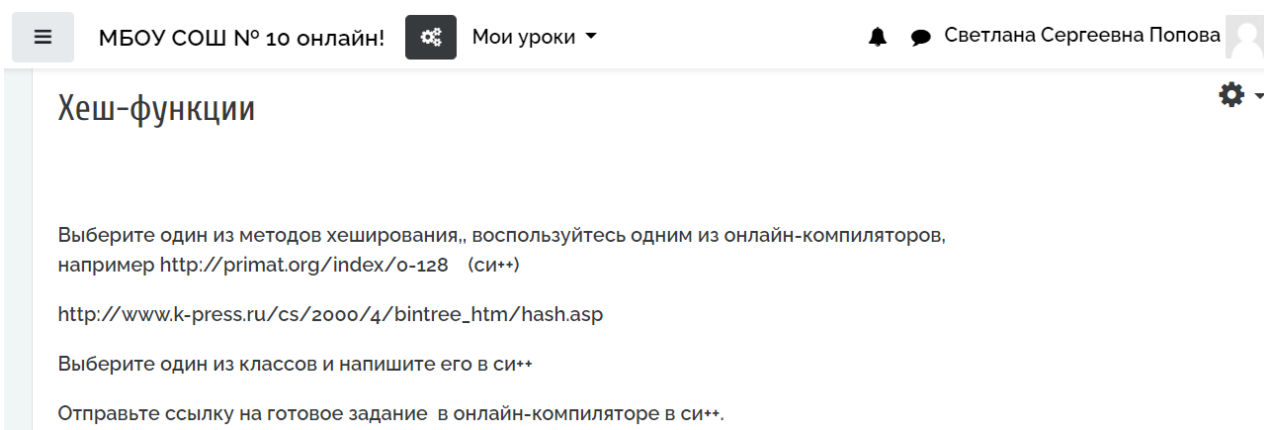 МБОУ СОШ № 10 онлайн! Мои уроки Светлана Сергеевна Попова
Хеш-функции
Выберите один из методов хеширования,, воспользуйтесь одним из онлайн-компиляторов,
например http://primat.org/index/0-128 (си++)
http://www.k-press.ru/cs/2000/4/bintree_htm/hash.asp
Выберите один из классов и напишите его в си++
Отправьте ссылку на готовое задание в онлайн-компиляторе в си++.